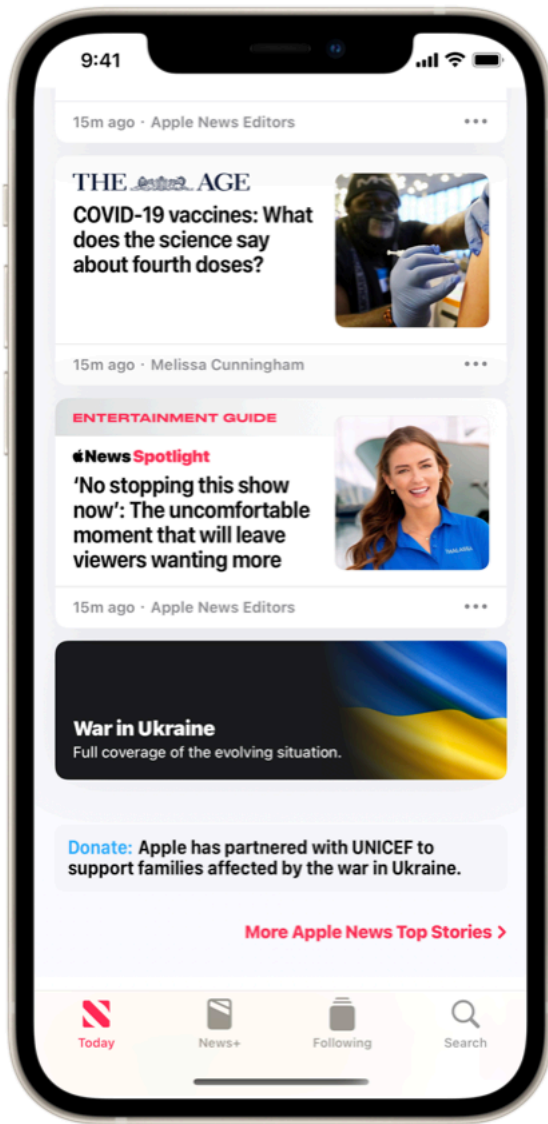 9:41
15m ago · Apple News Editors
THE AGE
COVID-19 vaccines: What
does the science say
about fourth doses?
15m ago · Melissa Cunningham
ENTERTAINMENT GUIDE
News Spotlight
‘No stopping this show
now’: The uncomfortable
moment that will leave
viewers wanting more
THALASSA
15m ago · Apple News Editors
War in Ukraine
Full coverage of the evolving situation.
Donate: Apple has partnered with UNICEF to
support families affected by the war in Ukraine.
More Apple News Top Stories >
Today
News+
Following
Search